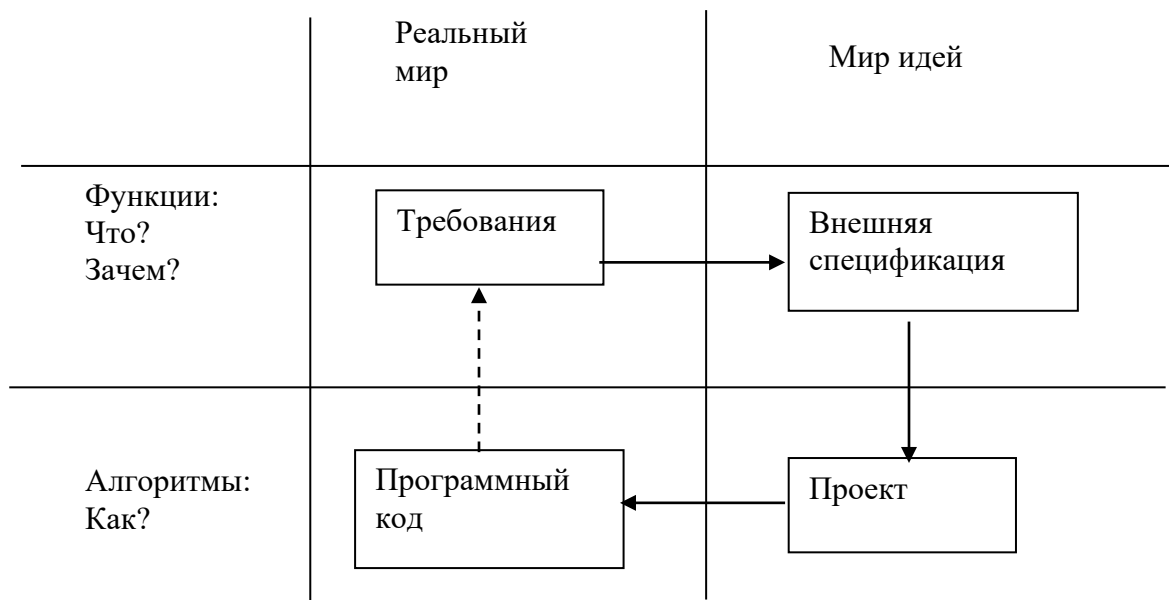 Реальный
мир
Мир идей
Функции:
Что?
Зачем?
Требования
Внешняя
спецификация
Алгоритмы:
Как?
Программный
код
Проект